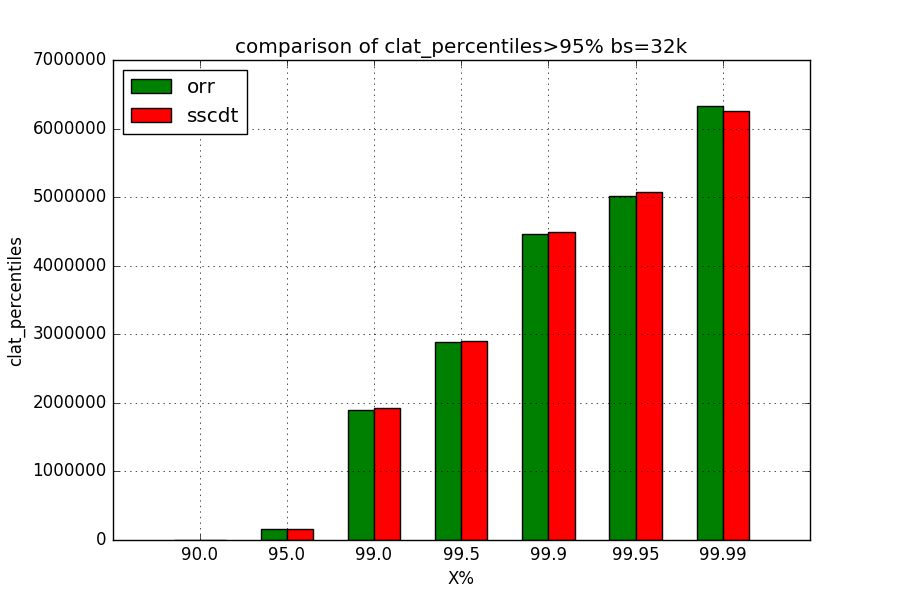 comparison of clat_percentiles>95% bs=32k
7000000
6000000
5000000
4000000
3000000
2000000
1000000
0
clat_percentiles
orr
sscdt
90.0 95.0 99.0 99.5 99.9 99.95 99.99
X%